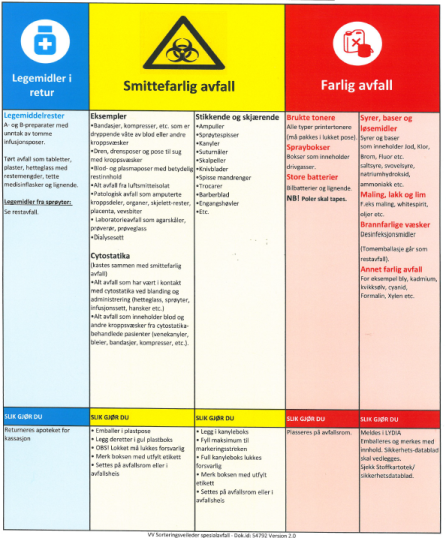 Legemidler i
retur
Smittefarlig avfall
Farlig avfall
Legemiddelrester
A- og B-preparater med
unntak av tomme
infusjonsposer.
Tørt avfall som tabletter,
plaster, hetteglass med
restemengder, tette
medisinflasker og lignende.
Legemidler fra sprøyter:
Se restavfall.
Eksempler
•Bandasjer, kompresser, etc. som er
dryppende våte av blod eller andre
kroppsvæsker
•Dren, drensposer og pose til sug
med kroppsvæsker
•Blod- og plasmaposer med betydelig
restinnhold
•Alt avfall fra luftsmitteisolat
•Patologisk avfall som amputerte
kroppsdeler, organer, skjelett-rester,
placenta, vevsbiter
• Laboratorieavfall som agarskåler,
prøverør, prøveglass
•Dialysesett
Cytostatika
(kastes sammen med smittefarlig
avfall)
•Alt avfall som har vært i kontakt
med cytostatika ved blanding og
administrering (hetteglass, sprøyter,
infusjonssett, hansker etc.)
•Alt avfall som inneholder blod og
andre kroppsvæsker fra cytostatika-
behandlede pasienter (venekanyler,
bleier, bandasjer, kompresser, etc.).
Stikkende og skjærende
•Ampuller
•Sprøytespisser
•Kanyler
•Suturnåler
•Skalpeller
•Knivblader
•Spisse mandrenger
•Trocarer
•Barberblad
•Engangshøvler
•Etc.
Brukte tonere
Alle typer printertonere
(må pakkes i lukket pose).
Spraybokser
Bokser som inneholder
drivgasser.
Store batterier
Bilbatterier og lignende.
NB! Poler skal tapes.
Syrer, baser og
løsemidler
Syrer og baser
som inneholder Jod, Klor,
Brom, Fluor etc.
saltsyre, svovelsyre,
natriumhydroksid,
ammoniakk etc.
Maling, lakk og lim
F.eks maling, whitespirit,
oljer etc.
Brannfarlige væsker
Desinfeksjonsmidler
(Tomemballasje går som
restavfall).
Annet farlig avfall
For eksempel bly, kadmium,
kvikksølv, cyanid,
Formalin, Xylen etc.
SLIK GJØR DU
Returneres apoteket for
kassasjon
SLIK GJØR DU
• Emballer i plastpose
• Legg deretter i gul plastboks
• OBS! Lokket må lukkes forsvarlig
• Merk boksen med utfylt etikett
• Settes på avfallsrom eller i
avfallsheis
SLIK GJØR DU
• Legg i kanyleboks
• Fyll maksimum til
markeringsstreken
• Full kanyleboks lukkes
forsvarlig
• Merk boksen med utfylt
etikett
• Settes på avfallsrom eller i
avfallsheis
SLIK GJØR DU
Plasseres på avfallsrom.
SLIK GJØR DU
Meldes i LYDIA
Emballeres og merkes med
innhold. Sikkerhets-datablad
skal vedlegges.
Sjekk Stoffkartotek/
sikkerhetsdatablad.
VV Sorteringsveileder spesialavfall - Dok.id: 54792 Version 2.0